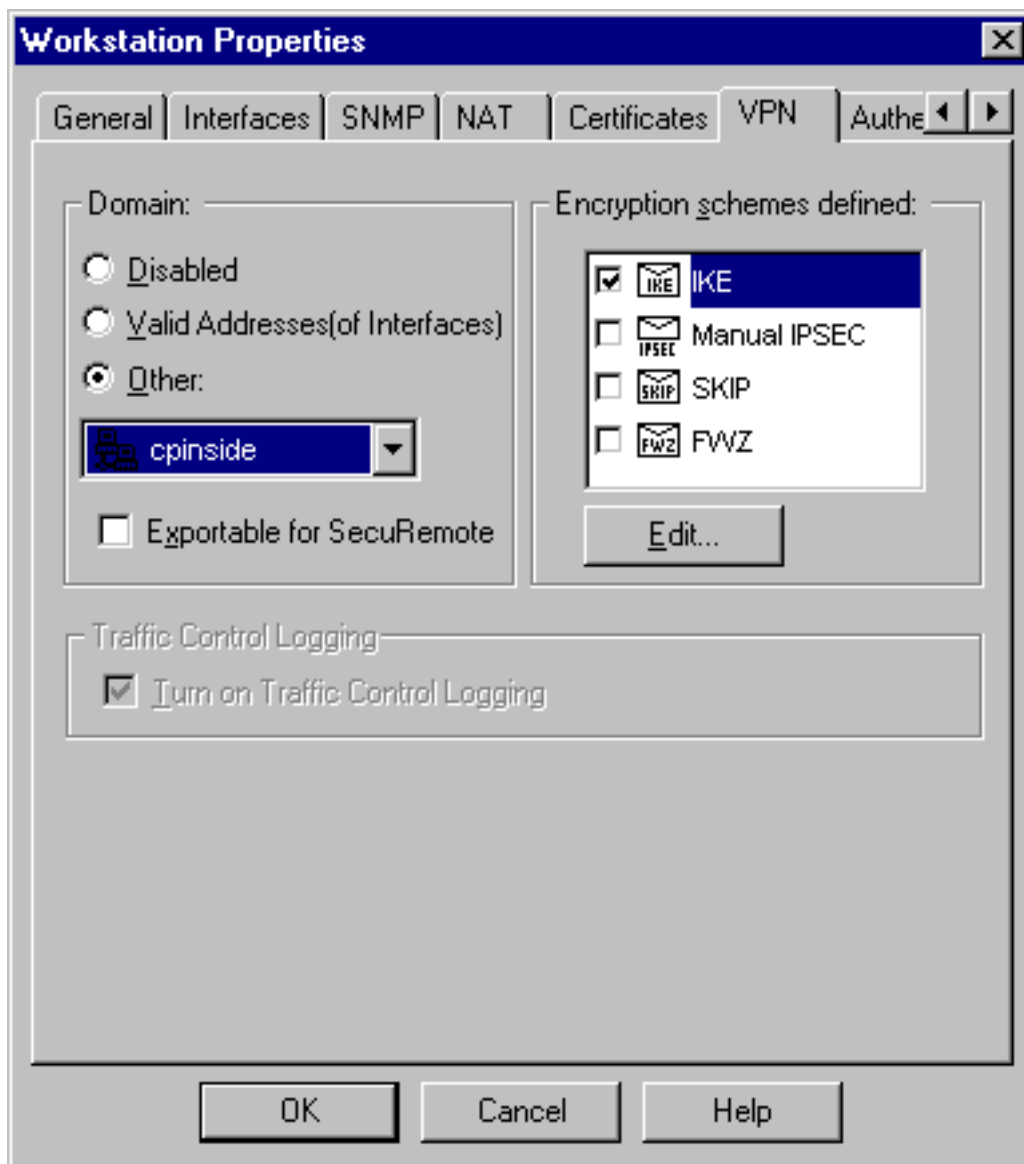 Workstation Properties
General Interfaces SNMP NAT Certificates VPN Authe
Domain:
Disabled
Valid Addresses(of Interfaces)
Other:
cpinside
Exportable for SecuRemote
Encryption schemes defined:
IKE IKE
IPSEC Manual IPSEC
SKIP SKIP
FWZ FWZ
Edit...
Traffic Control Logging
Turn on Traffic Control Logging
OK Cancel Help